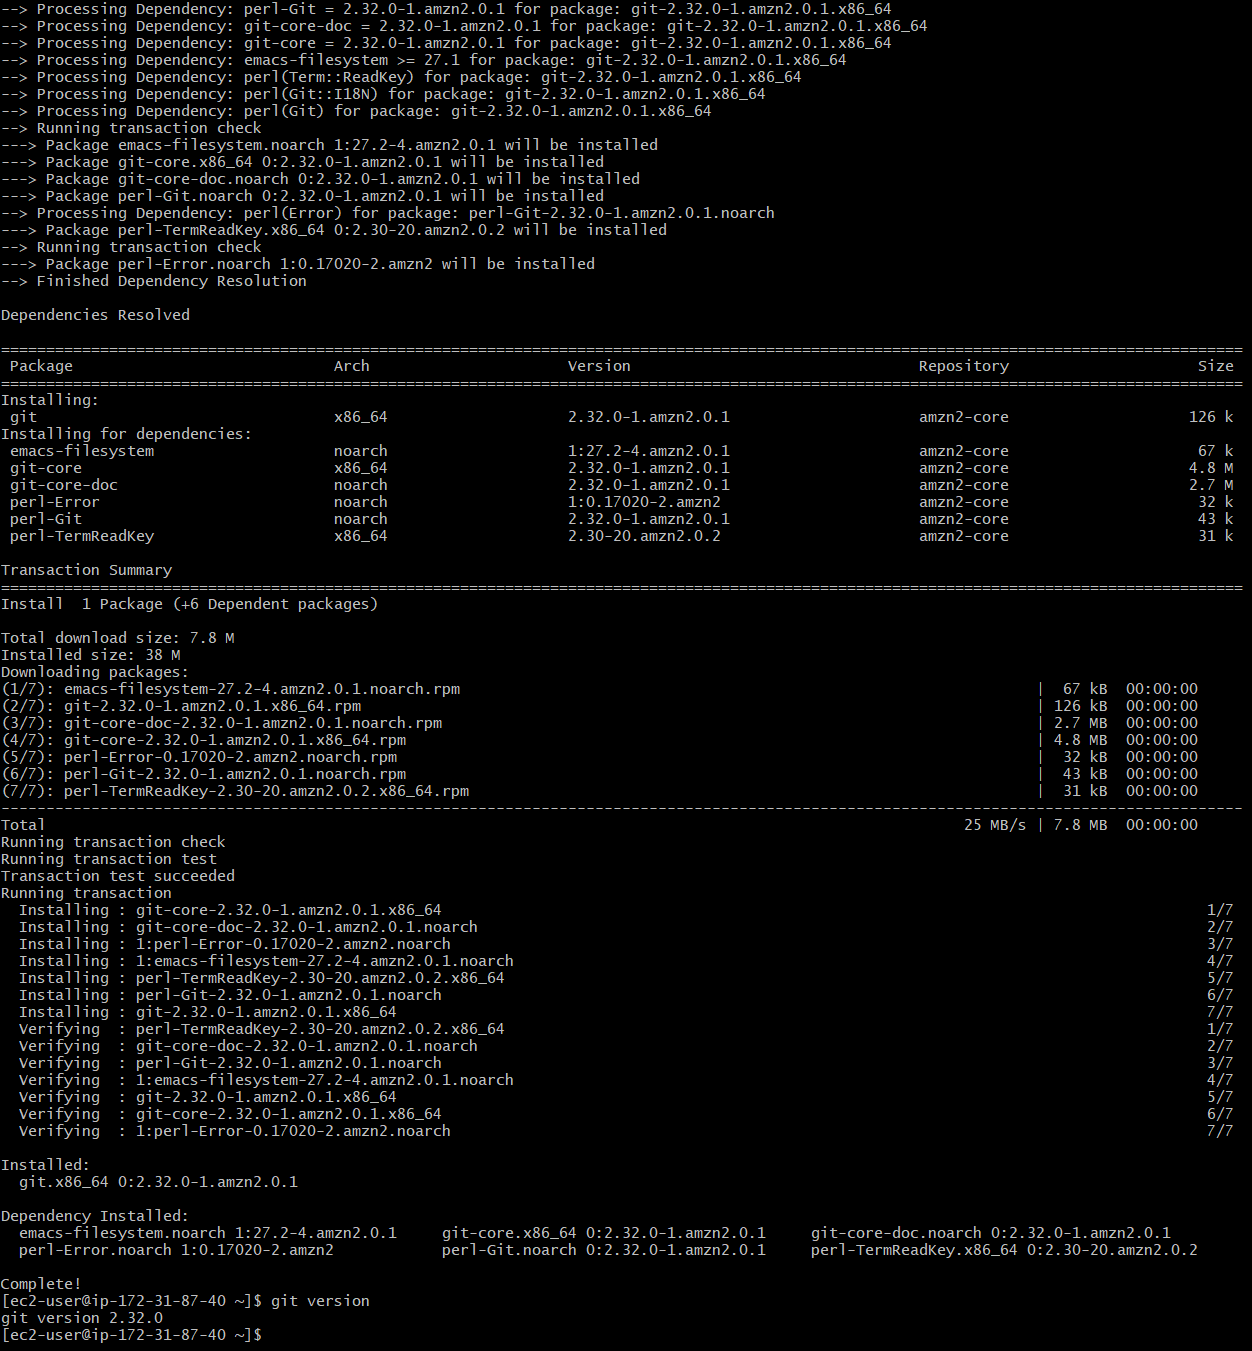 --> Processing Dependency: perl-Git = 2.32.0-1.amzn2.0.1 for package: git-2.32.0-1.amzn2.0.1.x86_64
--> Processing Dependency: git-core-doc = 2.32.0-1.amzn2.0.1 for package: git-2.32.0-1.amzn2.0.1.x86_64
--> Processing Dependency: git-core = 2.32.0-1.amzn2.0.1 for package: git-2.32.0-1.amzn2.0.1.x86_64
--> Processing Dependency: emacs-filesystem >= 27.1 for package: git-2.32.0-1.amzn2.0.1.x86_64
--> Processing Dependency: perl(Term::ReadKey) for package: git-2.32.0-1.amzn2.0.1.x86_64
--> Processing Dependency: perl(Git::I18N) for package: git-2.32.0-1.amzn2.0.1.x86_64
--> Processing Dependency: perl(Git) for package: git-2.32.0-1.amzn2.0.1.x86_64
--> Running transaction check
---> Package emacs-filesystem.noarch 1:27.2-4.amzn2.0.1 will be installed
---> Package git-core.x86_64 0:2.32.0-1.amzn2.0.1 will be installed
---> Package git-core-doc.noarch 0:2.32.0-1.amzn2.0.1 will be installed
---> Package perl-Git.noarch 0:2.32.0-1.amzn2.0.1 will be installed
--> Processing Dependency: perl(Error) for package: perl-Git-2.32.0-1.amzn2.0.1.noarch
---> Package perl-TermReadKey.x86_64 0:2.30-20.amzn2.0.2 will be installed
--> Running transaction check
---> Package perl-Error.noarch 1:0.17020-2.amzn2 will be installed
--> Finished Dependency Resolution
Dependencies Resolved
Package Arch Version Repository Size
Installing:
git x86_64 2.32.0-1.amzn2.0.1 amzn2-core 126 k
Installing for dependencies:
emacs-filesystem noarch 1:27.2-4.amzn2.0.1 amzn2-core 67 k
git-core x86_64 2.32.0-1.amzn2.0.1 amzn2-core 4.8 M
git-core-doc noarch 2.32.0-1.amzn2.0.1 amzn2-core 2.7 M
perl-Error noarch 1:0.17020-2.amzn2 amzn2-core 32 k
perl-Git noarch 2.32.0-1.amzn2.0.1 amzn2-core 43 k
perl-TermReadKey x86_64 2.30-20.amzn2.0.2 amzn2-core 31 k
Transaction Summary
Install 1 Package (+6 Dependent packages)
Total download size: 7.8 M
Installed size: 38 M
Downloading packages:
(1/7): emacs-filesystem-27.2-4.amzn2.0.1.noarch.rpm | 67 kB 00:00:00
(2/7): git-2.32.0-1.amzn2.0.1.x86_64.rpm | 126 kB 00:00:00
(3/7): git-core-doc-2.32.0-1.amzn2.0.1.noarch.rpm | 2.7 MB 00:00:00
(4/7): git-core-2.32.0-1.amzn2.0.1.x86_64.rpm | 4.8 MB 00:00:00
(5/7): perl-Error-0.17020-2.amzn2.noarch.rpm | 32 kB 00:00:00
(6/7): perl-Git-2.32.0-1.amzn2.0.1.noarch.rpm | 43 kB 00:00:00
(7/7): perl-TermReadKey-2.30-20.amzn2.0.2.x86_64.rpm | 31 kB 00:00:00
Total 25 MB/s | 7.8 MB 00:00:00
Running transaction check
Running transaction test
Transaction test succeeded
Running transaction
Installing : git-core-2.32.0-1.amzn2.0.1.x86_64 1/7
Installing : git-core-doc-2.32.0-1.amzn2.0.1.noarch 2/7
Installing : 1:perl-Error-0.17020-2.amzn2.noarch 3/7
Installing : 1:emacs-filesystem-27.2-4.amzn2.0.1.noarch 4/7
Installing : perl-TermReadKey-2.30-20.amzn2.0.2.x86_64 5/7
Installing : perl-Git-2.32.0-1.amzn2.0.1.noarch 6/7
Installing : git-2.32.0-1.amzn2.0.1.x86_64 7/7
Verifying : perl-TermReadKey-2.30-20.amzn2.0.2.x86_64 1/7
Verifying : git-core-doc-2.32.0-1.amzn2.0.1.noarch 2/7
Verifying : perl-Git-2.32.0-1.amzn2.0.1.noarch 3/7
Verifying : 1:emacs-filesystem-27.2-4.amzn2.0.1.noarch 4/7
Verifying : git-2.32.0-1.amzn2.0.1.x86_64 5/7
Verifying : git-core-2.32.0-1.amzn2.0.1.x86_64 6/7
Verifying : 1:perl-Error-0.17020-2.amzn2.noarch 7/7
Installed:
git.x86_64 0:2.32.0-1.amzn2.0.1
Dependency Installed:
emacs-filesystem.noarch 1:27.2-4.amzn2.0.1 git-core.x86_64 0:2.32.0-1.amzn2.0.1 git-core-doc.noarch 0:2.32.0-1.amzn2.0.1
perl-Error.noarch 1:0.17020-2.amzn2 perl-Git.noarch 0:2.32.0-1.amzn2.0.1 perl-TermReadKey.x86_64 0:2.30-20.amzn2.0.2
Complete!
[ec2-user@ip-172-31-87-40 ~]$ git version
git version 2.32.0
[ec2-user@ip-172-31-87-40 ~]$